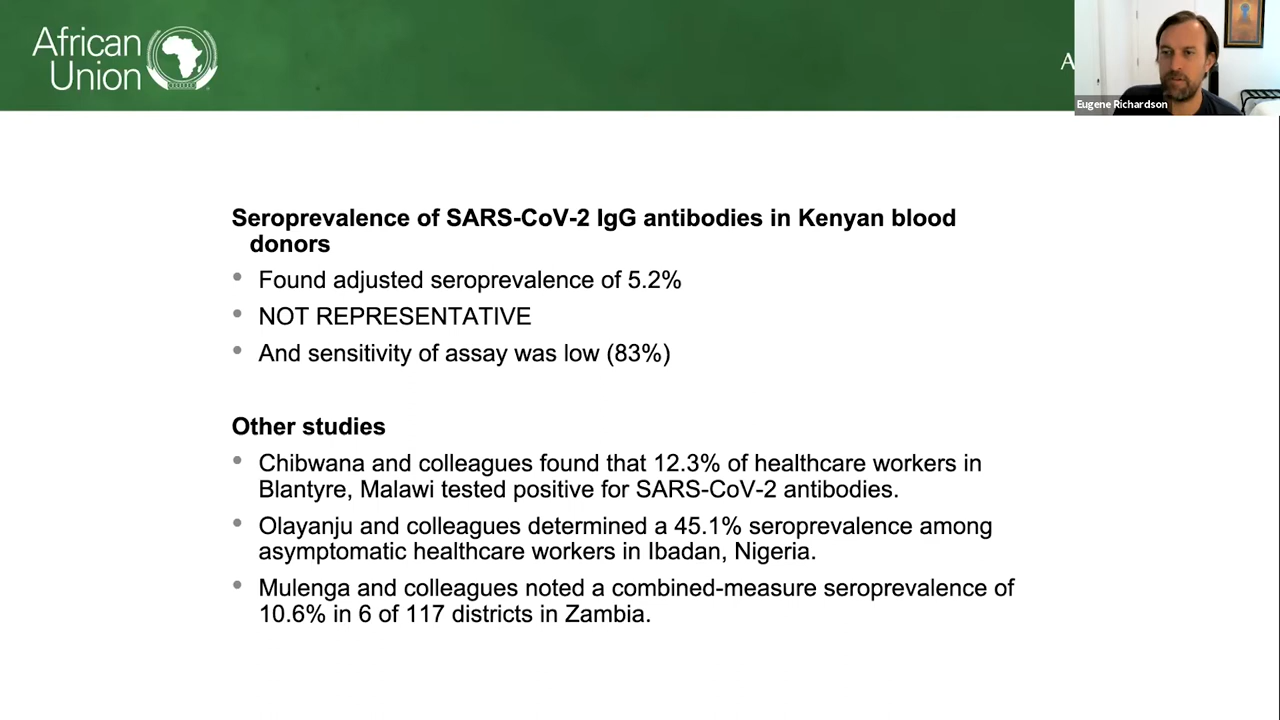 African
Union
A
Eugene Richardson
Seroprevalence of SARS-CoV-2 IgG antibodies in Kenyan blood
donors
• Found adjusted seroprevalence of 5.2%
• NOT REPRESENTATIVE
• And sensitivity of assay was low (83%)
Other studies
• Chibwana and colleagues found that 12.3% of healthcare workers in
Blantyre, Malawi tested positive for SARS-CoV-2 antibodies.
• Olayanju and colleagues determined a 45.1% seroprevalence among
asymptomatic healthcare workers in Ibadan, Nigeria.
• Mulenga and colleagues noted a combined-measure seroprevalence of
10.6% in 6 of 117 districts in Zambia.